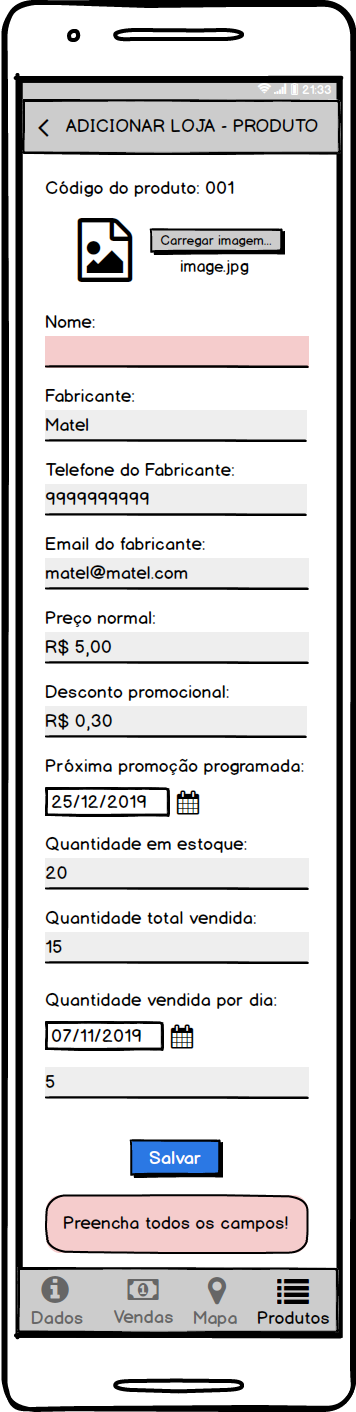 21:33
ADICIONAR LOJA - PRODUTO
Código do produto: 001
Carregar imagem...
image.jpg
Nome:
Fabricante:
Matel
Telefone do Fabricante:
9999999999
Email do fabricante:
matel@matel.com
Preço normal:
R$ 5,00
Desconto promocional:
R$ 0,30
Próxima promoção programada:
25/12/2019
Quantidade em estoque:
20
Quantidade total vendida:
15
Quantidade vendida por dia:
07/11/2019
5
Salvar
Preencha todos os campos!
Dados Vendas Mapa Produtos